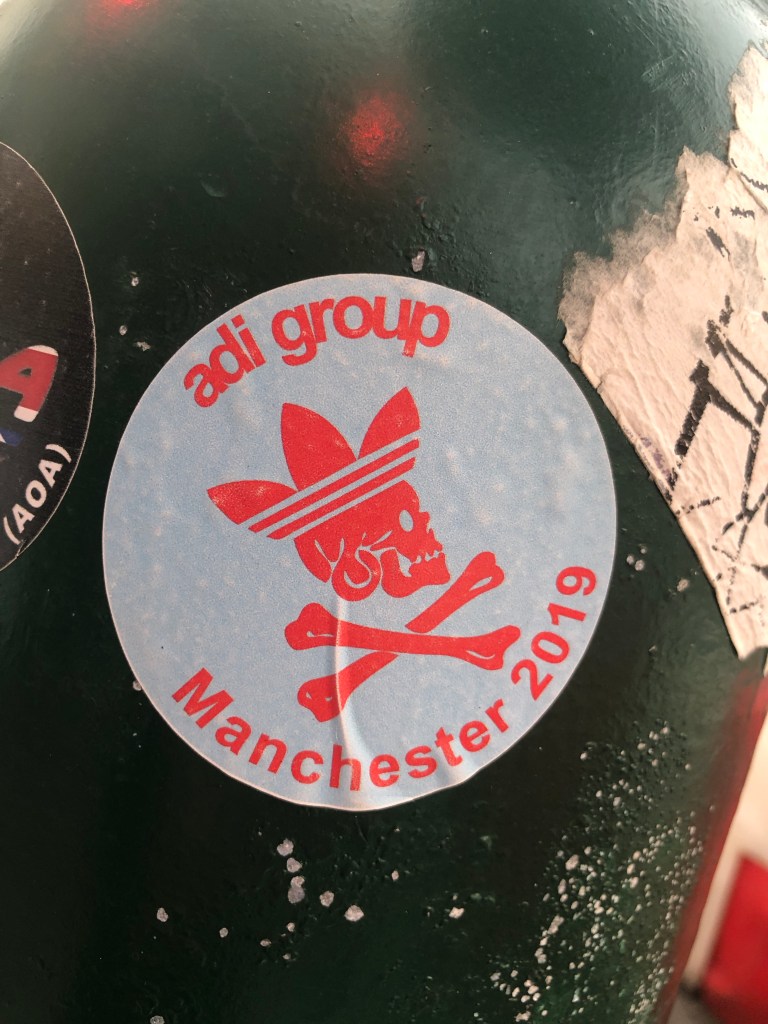 adi group
Manchester 2019
A
(AOA)